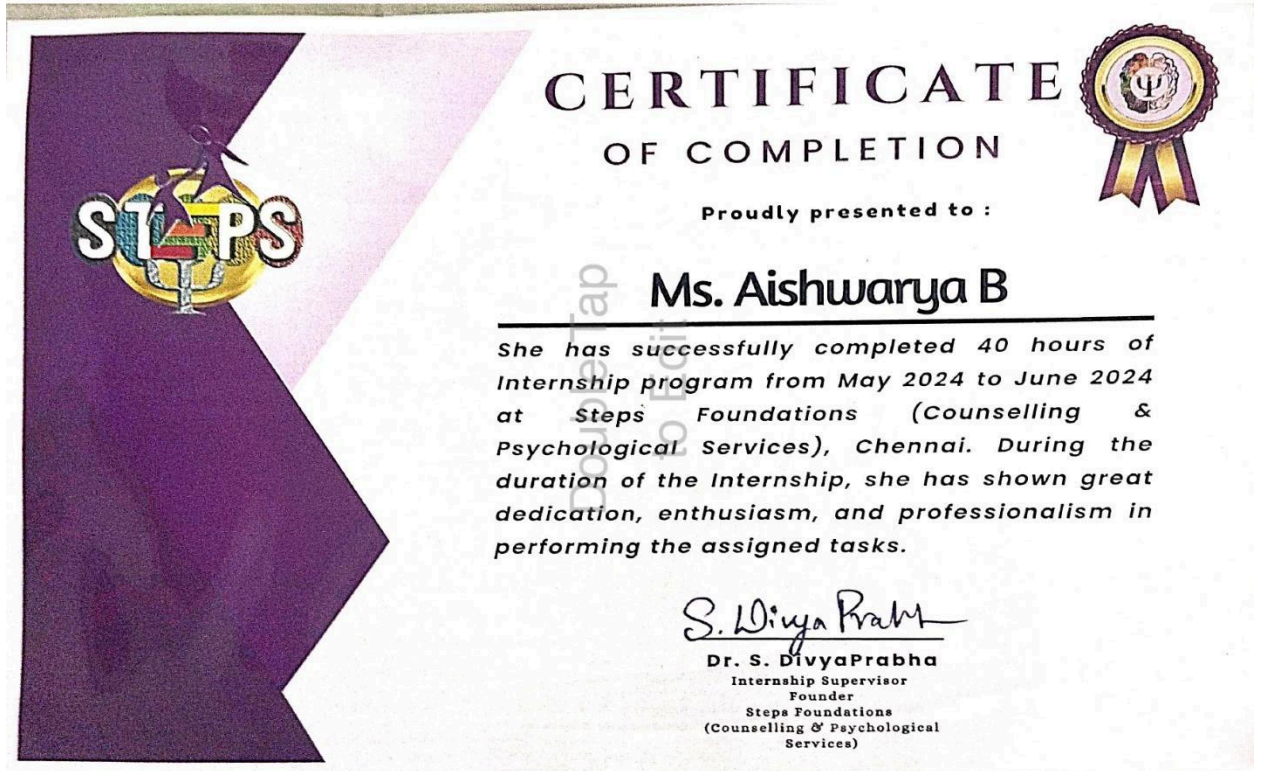 CERTIFICATE
OF COMPLETION
Ψ
Proudly presented to :
STEPS
Ms. Aishwarya B
Double Tap
to Edit
She has successfully completed 40 hours of
Internship program from May 2024 to June 2024
at Steps Foundations (Counselling &
Psychological Services), Chennai. During the
duration of the Internship, she has shown great
dedication, enthusiasm, and professionalism in
performing the assigned tasks.
S. Divya Prabh
Dr. S. DivyaPrabha
Internship Supervisor
Founder
Steps Foundations
(Counselling & Psychological
Services)